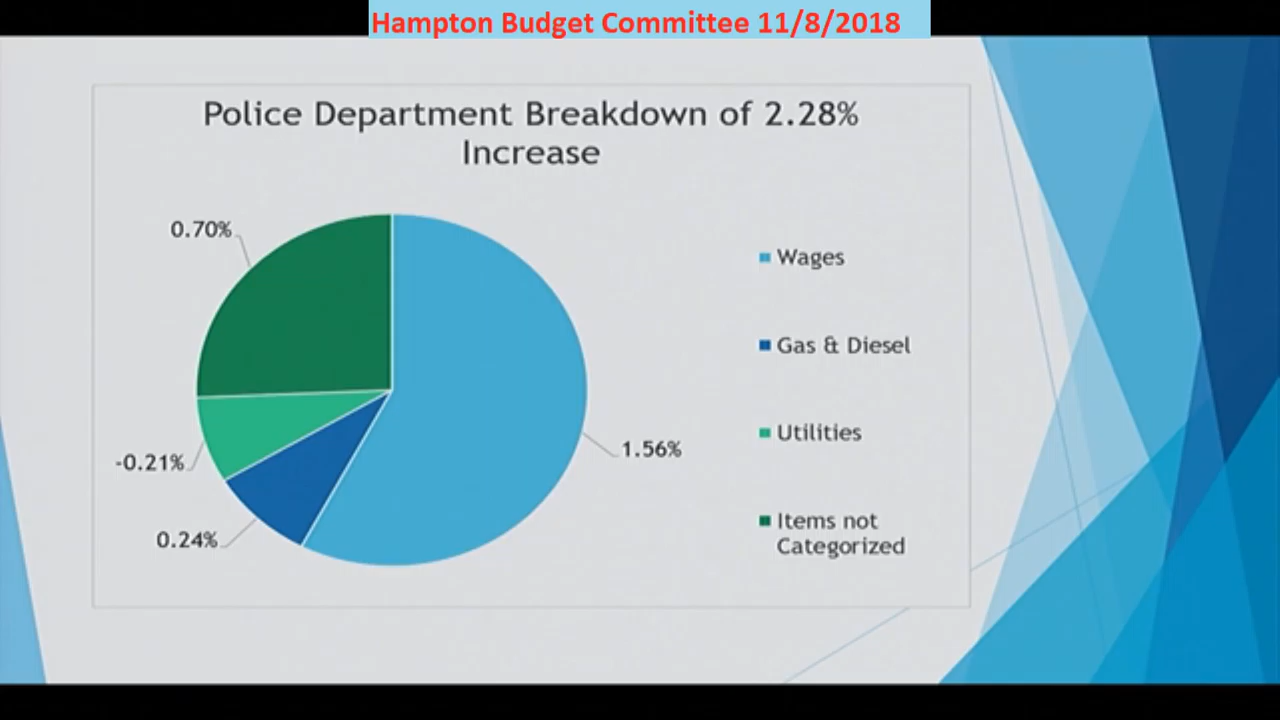 Hampton Budget Committee 11/8/2018
Police Department Breakdown of 2.28%
Increase
0.70%
-0.21%
0.24%
1.56%
Wages
Gas & Diesel
Utilities
Items not
Categorized